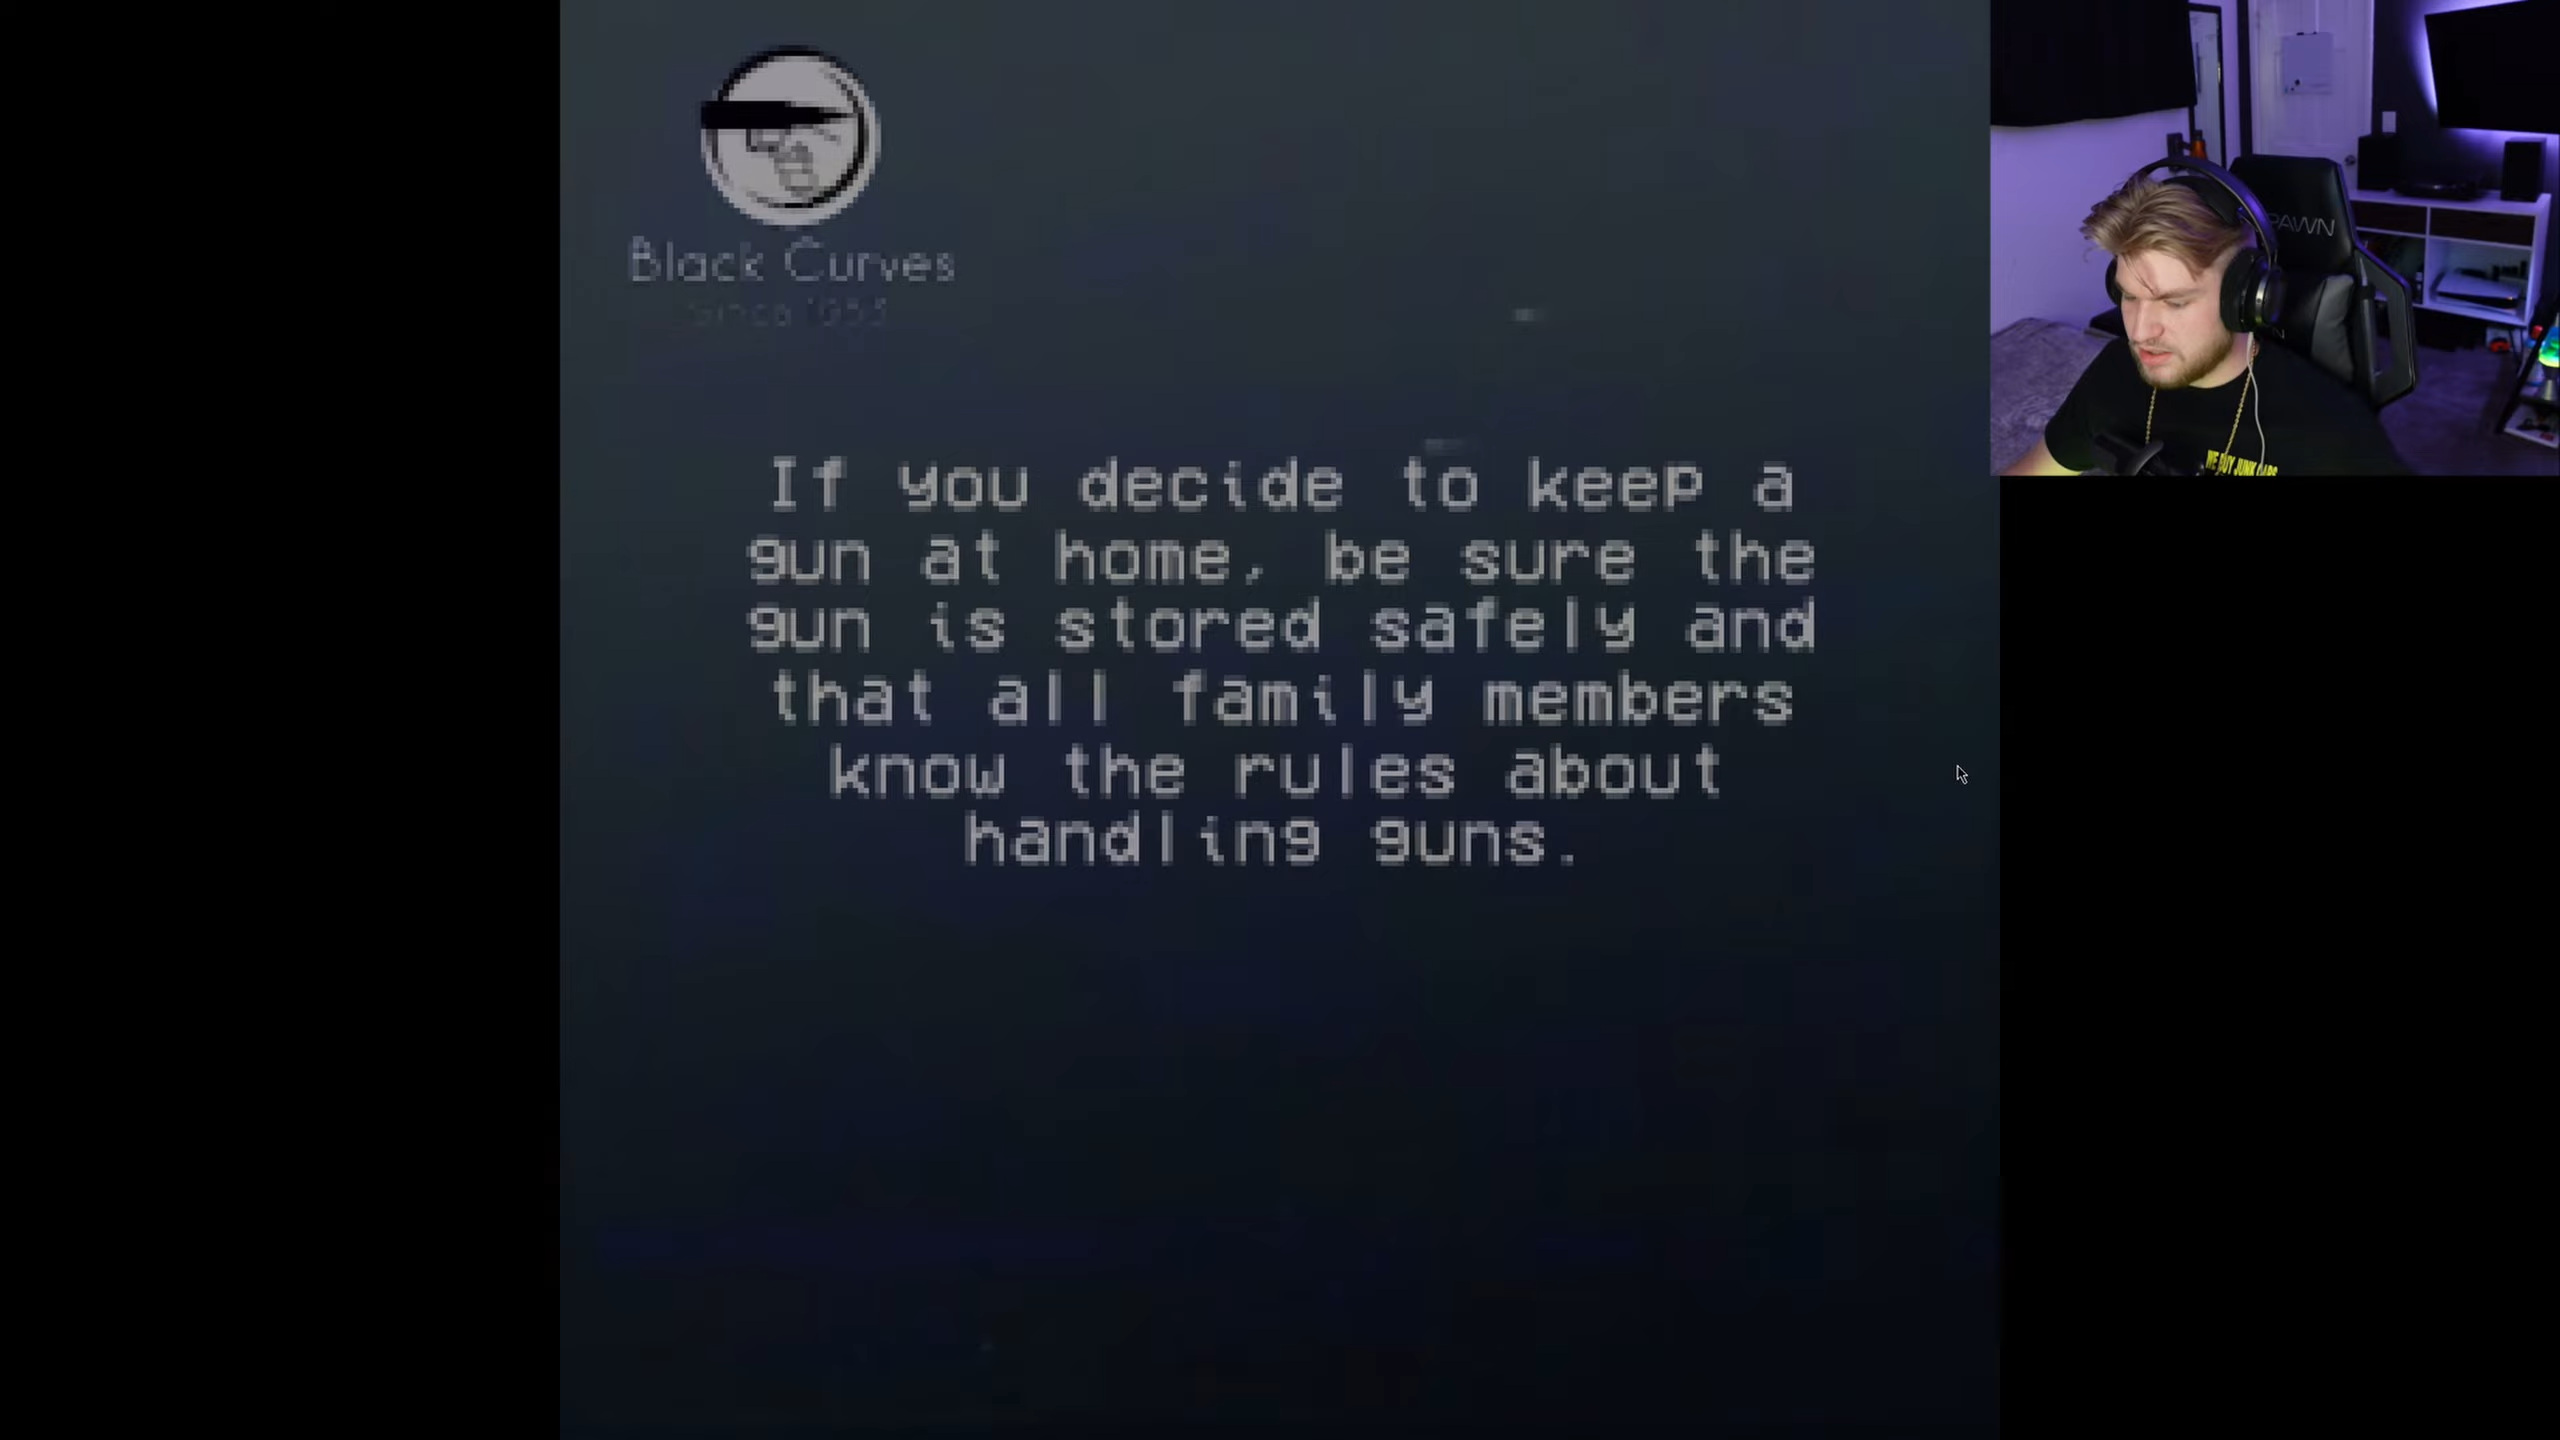 Black Curves
If you decide to keep a
gun at home, be sure the
gun is stored safely and
that all family members
know the rules about
handling guns.